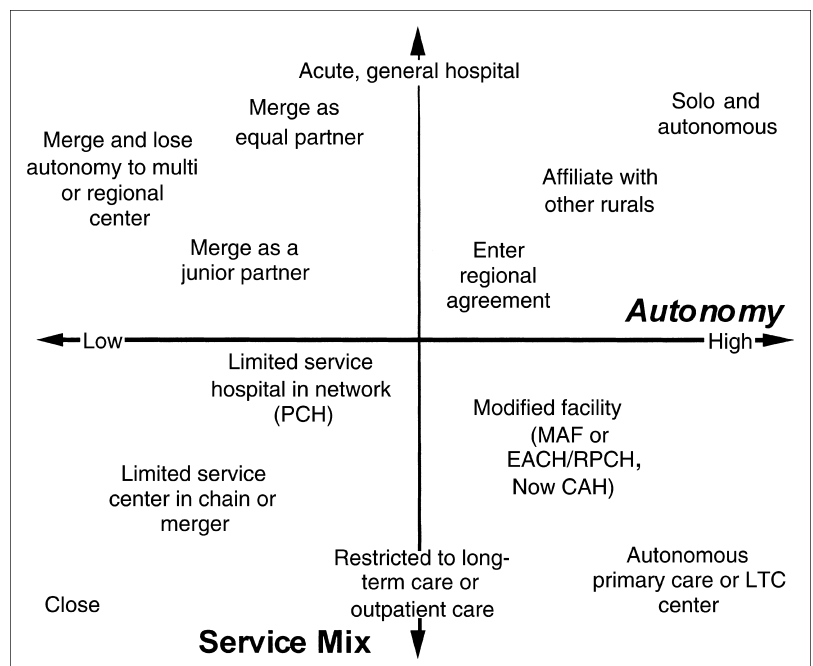 Acute, general hospital
Merge as
equal partner
Solo and
autonomous
Merge and lose
autonomy to multi
or regional
center
Affiliate with
other rurals
Merge as a
junior partner
Enter
regional
agreement
Autonomy
Low
High
Limited service
hospital in network
(PCH)
Modified facility
(MAF or
EACH/RPCH,
Now CAH)
Limited service
center in chain or
merger
Restricted to long-
term care or
outpatient care
Autonomous
primary care or LTC
center
Close
Service Mix